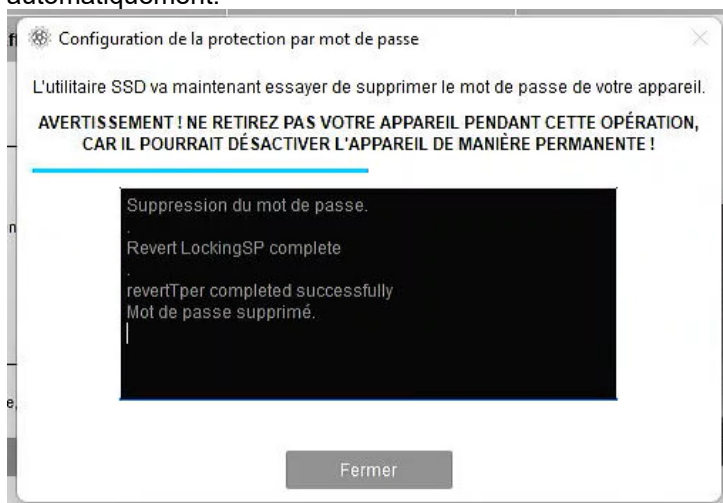 automatiquement.
Configuration de la protection par mot de passe
L'utilitaire SSD va maintenant essayer de supprimer le mot de passe de votre appareil.
AVERTISSEMENT ! NE RETIREZ PAS VOTRE APPAREIL PENDANT CETTE OPÉRATION,
CAR IL POURRAIT DÉSACTIVER L'APPAREIL DE MANIÈRE PERMANENTE !
Suppression du mot de passe.
.
Revert LockingSP complete
.
revertTper completed successfully
Mot de passe supprimé.
Fermer